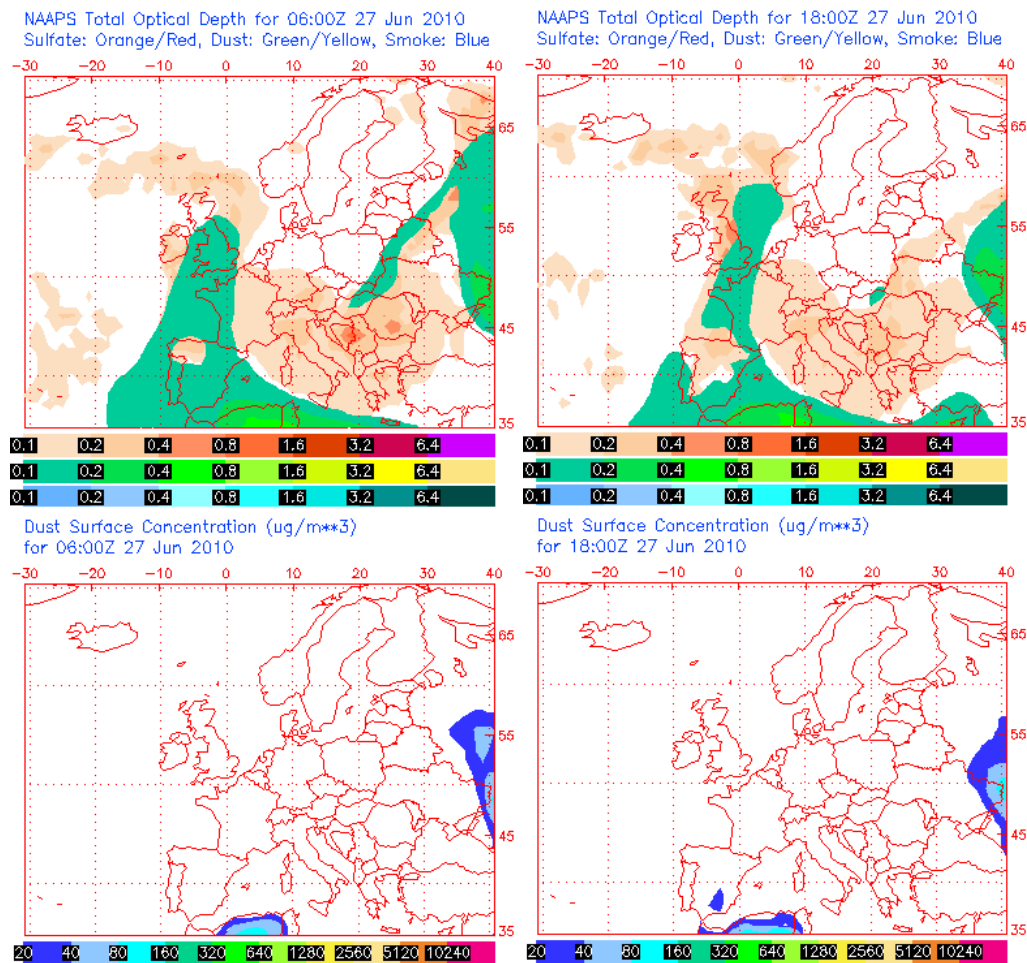 NAAPS Total Optical Depth for 06:00Z 27 Jun 2010
Sulfate: Orange/Red, Dust: Green/Yellow, Smoke: Blue
-30 -20 -10 0 10 20 30 40
65
55
45
35
0.1 0.2 0.4 0.8 1.6 3.2 6.4
0.1 0.2 0.4 0.8 1.6 3.2 6.4
0.1 0.2 0.4 0.8 1.6 3.2 6.4
NAAPS Total Optical Depth for 18:00Z 27 Jun 2010
Sulfate: Orange/Red, Dust: Green/Yellow, Smoke: Blue
-30 -20 -10 0 10 20 30 40
65
55
45
35
0.1 0.2 0.4 0.8 1.6 3.2 6.4
0.1 0.2 0.4 0.8 1.6 3.2 6.4
0.1 0.2 0.4 0.8 1.6 3.2 6.4
Dust Surface Concentration (ug/m**3)
for 06:00Z 27 Jun 2010
-30 -20 -10 0 10 20 30 40
65
55
45
35
20 40 80 160 320 640 1280 2560 5120 10240
Dust Surface Concentration (ug/m**3)
for 18:00Z 27 Jun 2010
-30 -20 -10 0 10 20 30 40
65
55
45
35
20 40 80 160 320 640 1280 2560 5120 10240